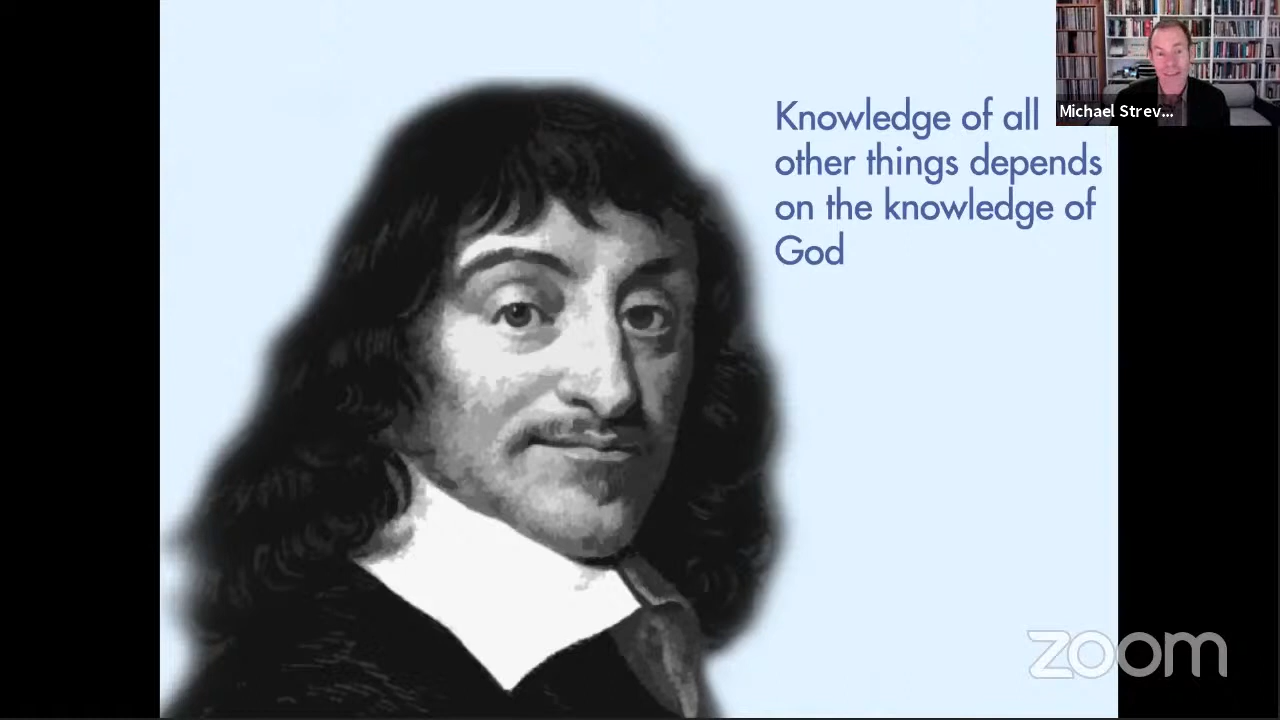 Knowledge of all
other things depends
on the knowledge of
God
Michael Strev...
zoom